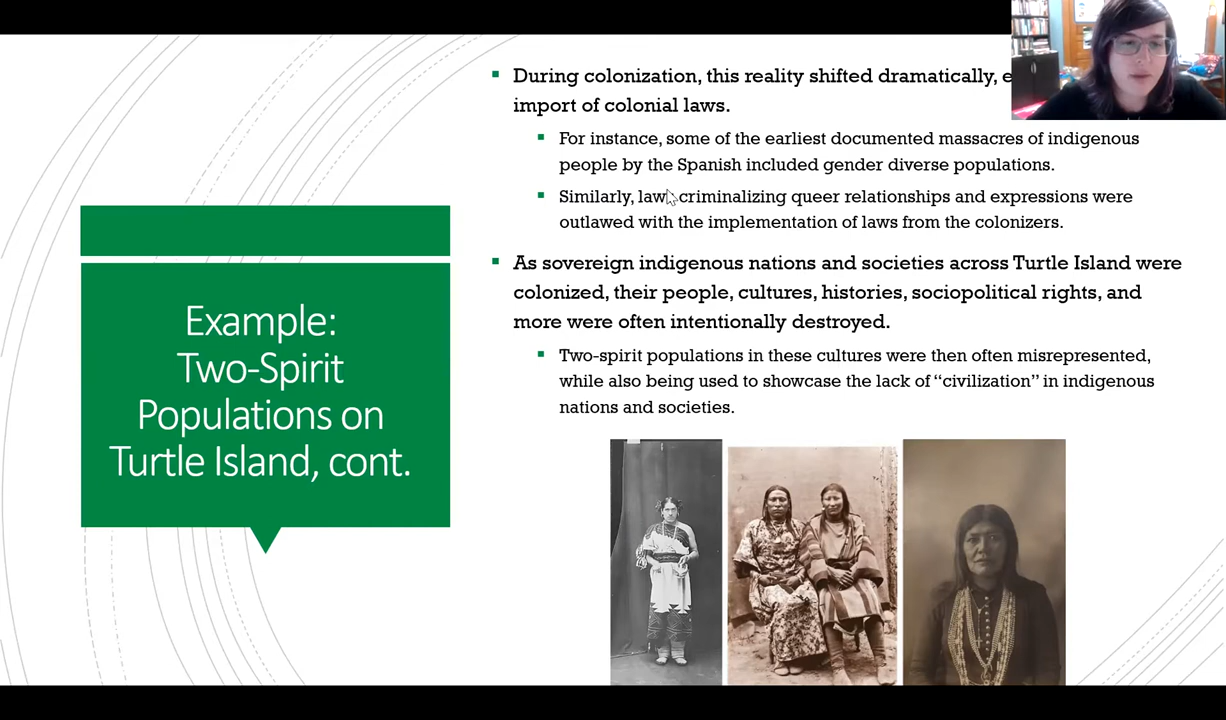 During colonization, this reality shifted dramatically,
import of colonial laws.
For instance, some of the earliest documented massacres of indigenous
people by the Spanish included gender diverse populations.
Similarly, law criminalizing queer relationships and expressions were
outlawed with the implementation of laws from the colonizers.
As sovereign indigenous nations and societies across Turtle Island were
colonized, their people, cultures, histories, sociopolitical rights, and
more were often intentionally destroyed.
Two-spirit populations in these cultures were then often misrepresented,
while also being used to showcase the lack of “civilization” in indigenous
nations and societies.
Example:
Two-Spirit
Populations on
Turtle Island, cont.